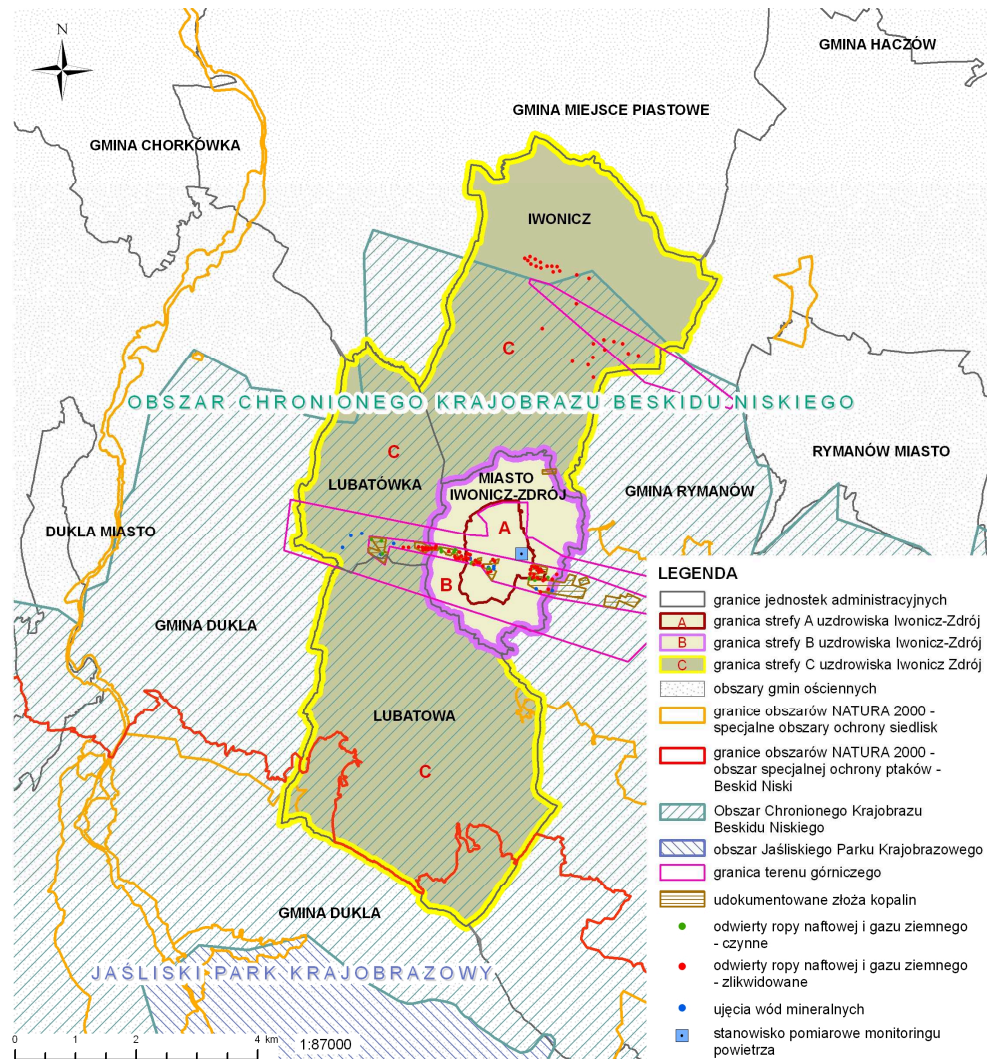 N
GMINA HACZÓW
GMINA MIEJSCE PIASTOWE
GMINA CHORKÓWKA
IWONICZ
C
OBSZAR CHRONIONEGO KRAJOBRAZU BESKIDU NISKIEGO
C
RYMANÓW MIASTO
LUBATÓWKA
MIASTO
IWONICZ-ZDRÓJ
GMINA RYMANÓW
DUKLA MIASTO
A
B
GMINA DUKLA
LUBATOWA
C
GMINA DUKLA
JAŚLISKI PARK KRAJOBRAZOWY
0 2 4 km
1:87000
LEGENDA
granice jednostek administracyjnych
A granica strefy A uzdrowiska Iwonicz-Zdrój
B granica strefy B uzdrowiska Iwonicz-Zdrój
C granica strefy C uzdrowiska Iwonicz Zdrój
obszary gmin ościennych
granice obszarów NATURA 2000 -
specjalne obszary ochrony siedlisk
granice obszarów NATURA 2000 -
obszar specjalnej ochrony ptaków -
Beskid Niski
Obszar Chronionego Krajobrazu
Beskidu Niskiego
obszar Jaśliskiego Parku Krajobrazowego
granica terenu górniczego
udokumentowane złoża kopalin
odwierty ropy naftowej i gazu ziemnego
- czynne
odwierty ropy naftowej i gazu ziemnego
- zlikwidowane
ujęcia wód mineralnych
stanowisko pomiarowe monitoringu
powietrza